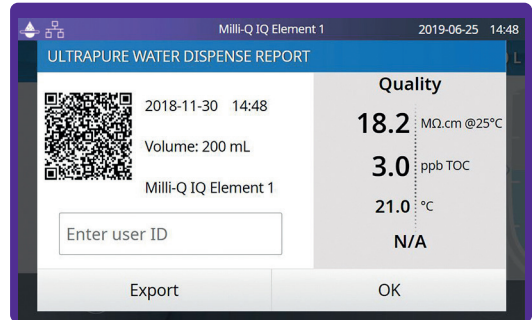 Milli-Q IQ Element 1 2019-06-25 14:48
ULTRAPURE WATER DISPENSE REPORT
2018-11-30 14:48
Volume: 200 mL
Milli-Q IQ Element 1
Enter user ID
Quality
18.2 MΩ.cm @25°C
3.0 ppb TOC
21.0 °C
N/A
Export
OK
L